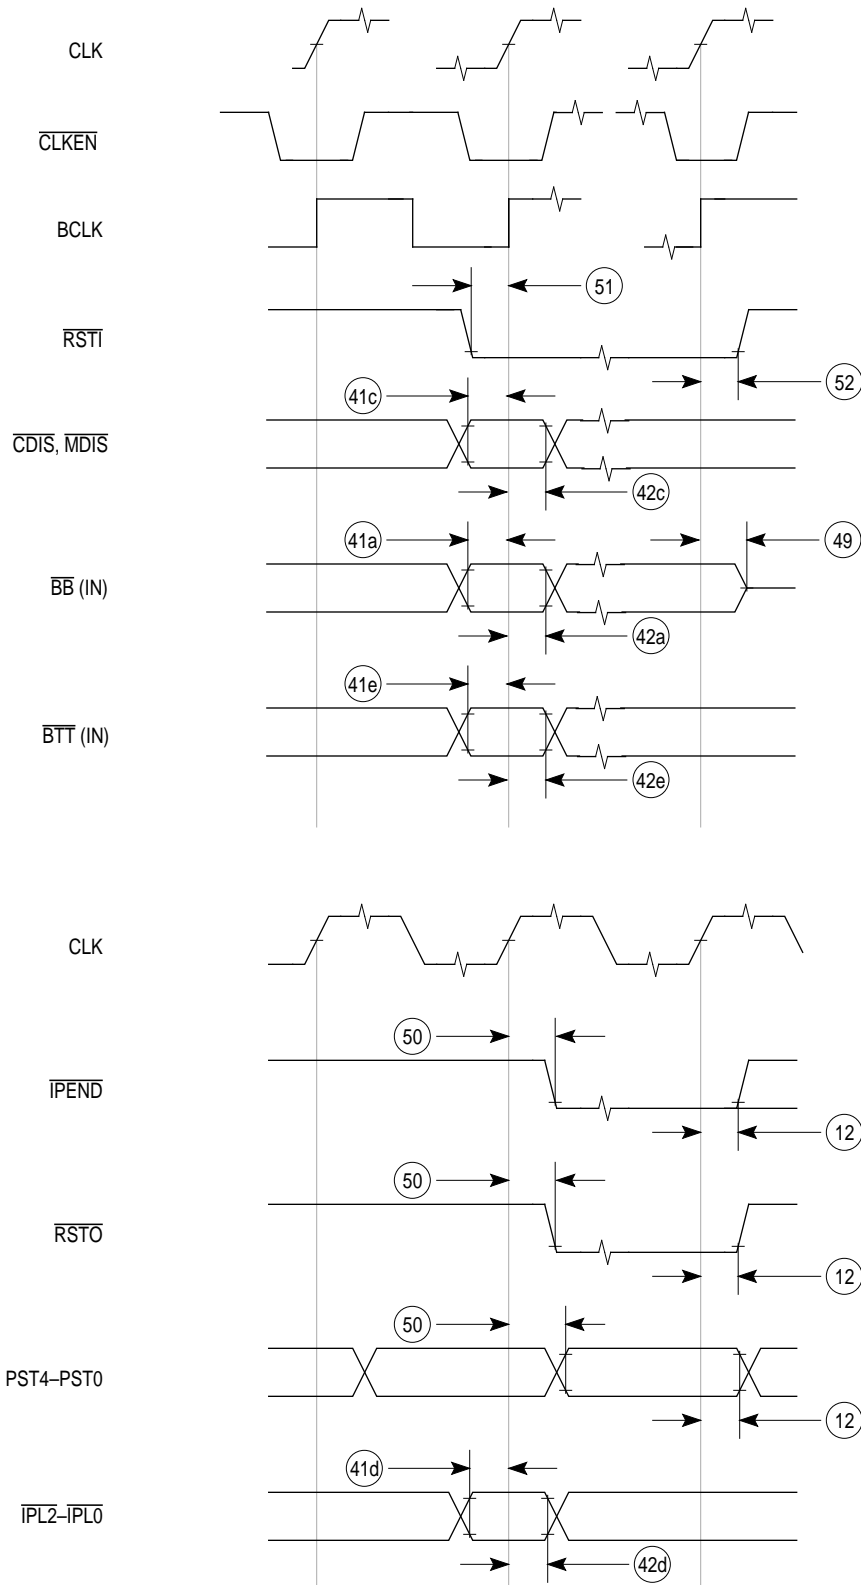 CLK
CLKEN
BCLK
51
RSTI
52
41c
CDIS, MDIS
42c
41a
49
BB (IN)
42a
41e
BTT (IN)
42e
CLK
50
IPEND
12
50
RSTO
12
50
PST4–PST0
12
41d
IPL2–IPL0
42d